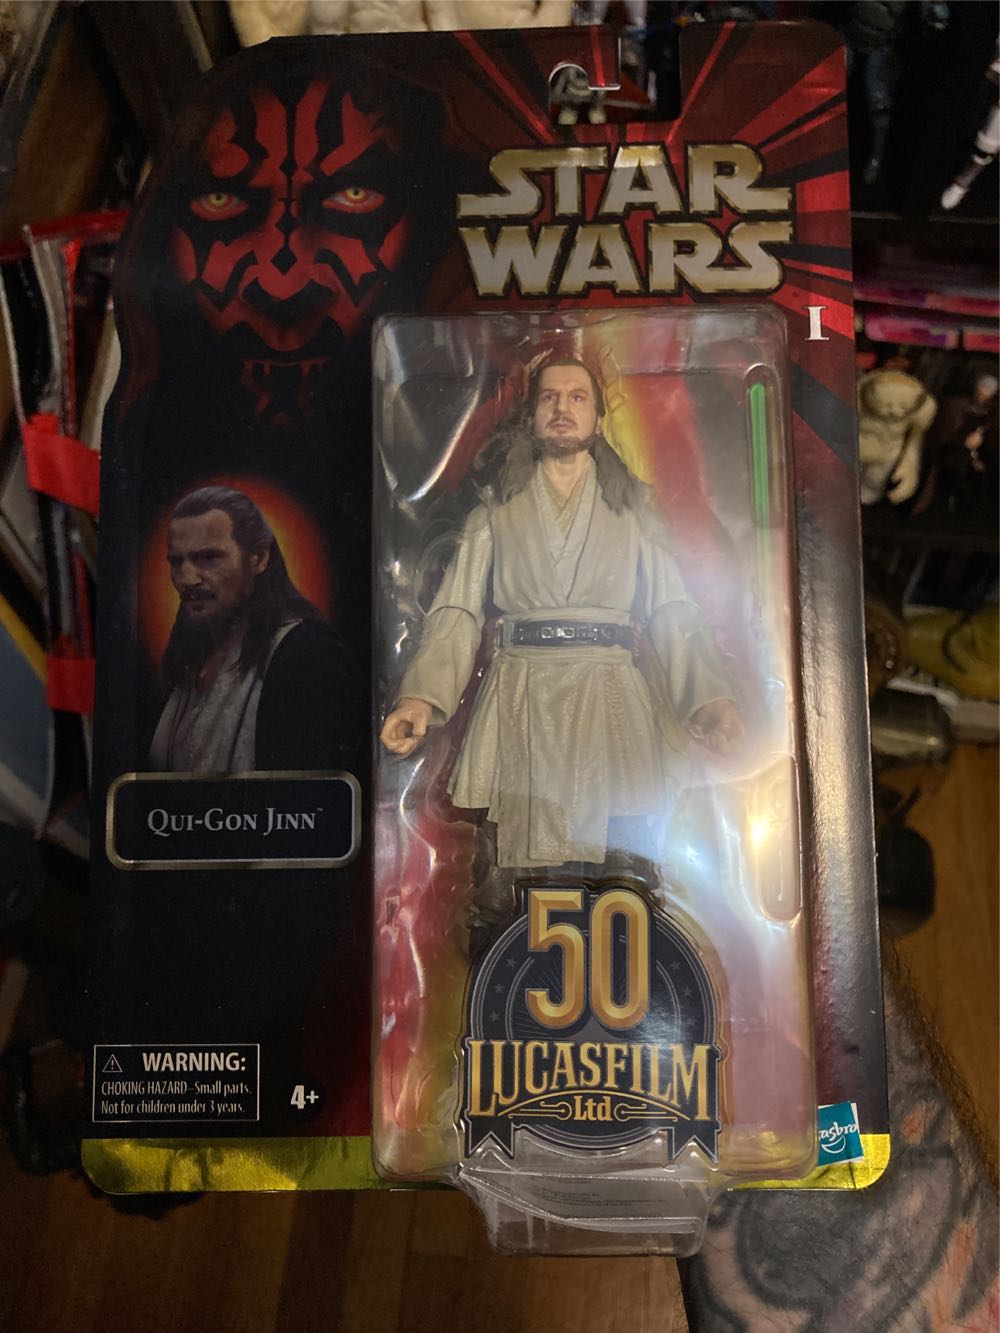 STAR
WARS
I
QUI-GON JINN™
50
LUCASFILM
Ltd
WARNING:
CHOKING HAZARD–Small parts.
Not for children under 3 years.
4+
Hasbro